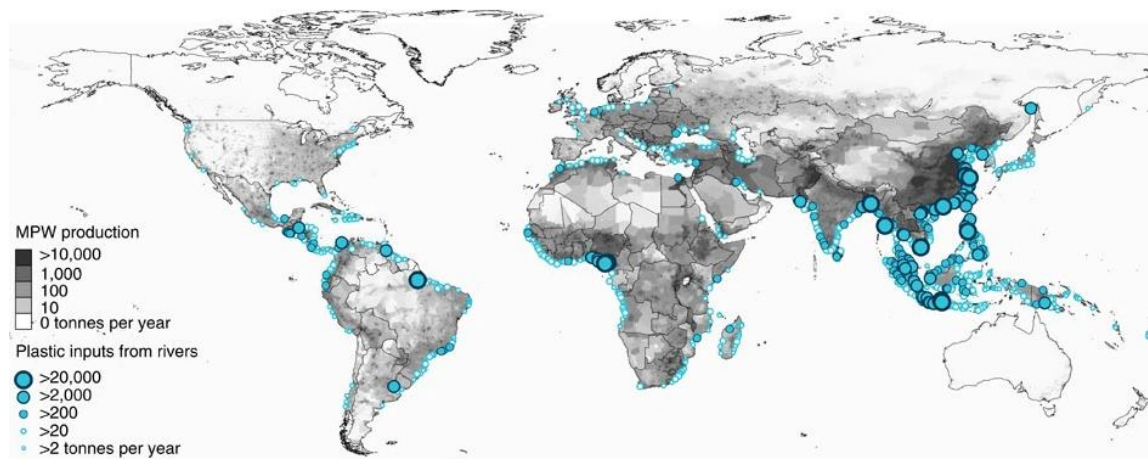 MPW production
>10,000
1,000
100
10
0 tonnes per year
Plastic inputs from rivers
>20,000
>2,000
>200
>20
>2 tonnes per year